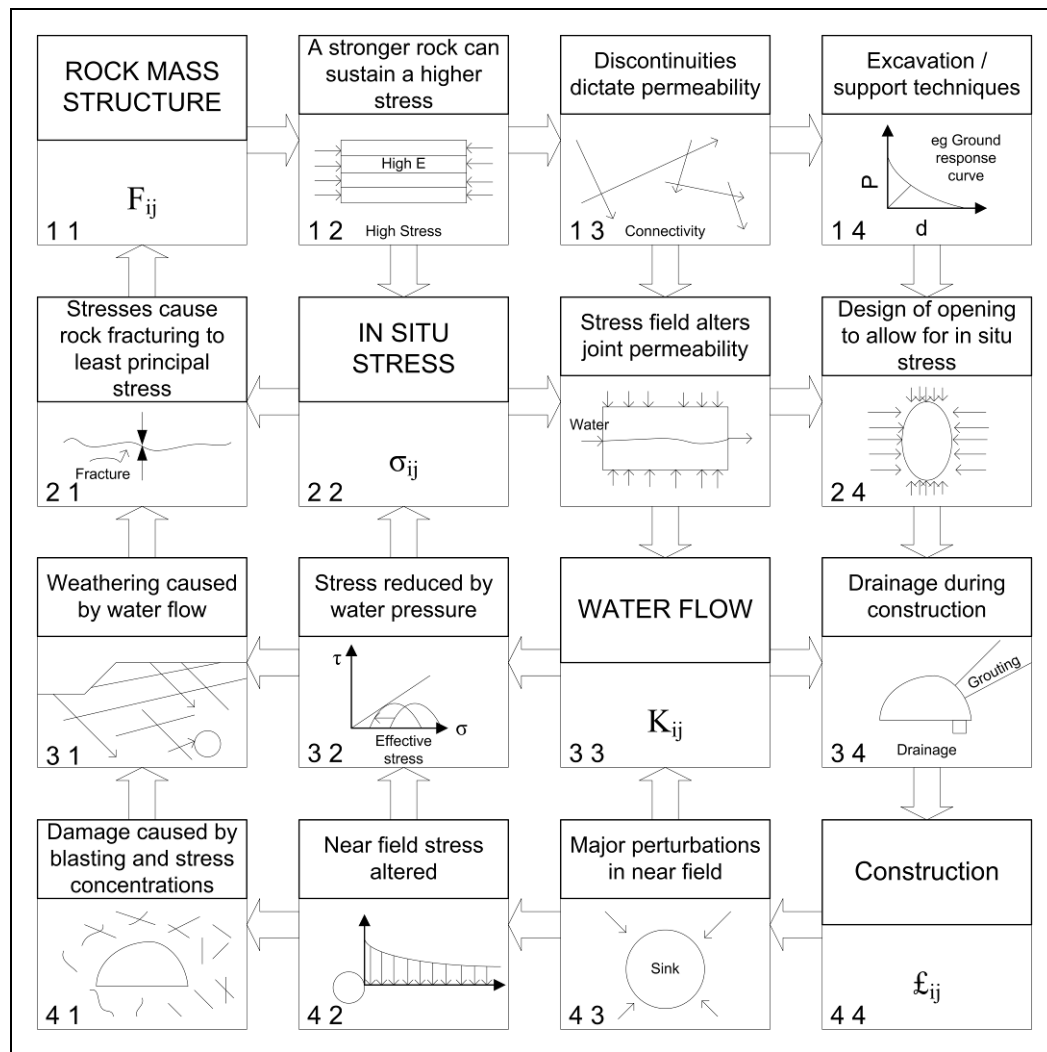 ROCK MASS
STRUCTURE
F_ij
1 1
A stronger rock can
sustain a higher
stress
High E
High Stress
1 2
Discontinuities
dictate permeability
Connectivity
1 3
Excavation /
support techniques
eg Ground
response
curve
P
d
1 4
Stresses cause
rock fracturing to
least principal
stress
Fracture
2 1
IN SITU
STRESS
σ_ij
2 2
Stress field alters
joint permeability
Water
Design of opening
to allow for in situ
stress
2 4
Weathering caused
by water flow
3 1
Stress reduced by
water pressure
τ
σ
Effective
stress
3 2
WATER FLOW
K_ij
3 3
Drainage during
construction
Grouting
Drainage
3 4
Damage caused by
blasting and stress
concentrations
4 1
Near field stress
altered
4 2
Major perturbations
in near field
Sink
4 3
Construction
£_ij
4 4